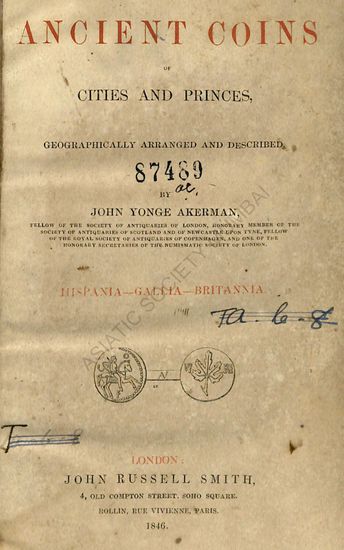 ANCIENT COINS
OF
CITIES AND PRINCES,
GEOGRAPHICALLY ARRANGED AND DESCRIBED,
87489
BY
JOHN YONGE AKERMAN,
FELLOW OF THE SOCIETY OF ANTIQUARIES OF LONDON, HONORARY MEMBER OF THE
SOCIETY OF ANTIQUARIES OF SCOTLAND AND OF NEWCASTLE-UPON TYNE, FELLOW
OF THE ROYAL SOCIETY OF ANTIQUARIES OF COPENHAGEN, AND ONE OF THE
HONORARY SECRETARIES OF THE NUMISMATIC SOCIETY OF LONDON.
HISPANIA—GALLIA—BRITANNIA
TA-6-8
ASIATIC SOCIETY MUMBAI
LONDON:
JOHN RUSSELL SMITH,
4, OLD COMPTON STREET, SOHO SQUARE.
ROLLIN, RUE VIVIENNE, PARIS.
1846.